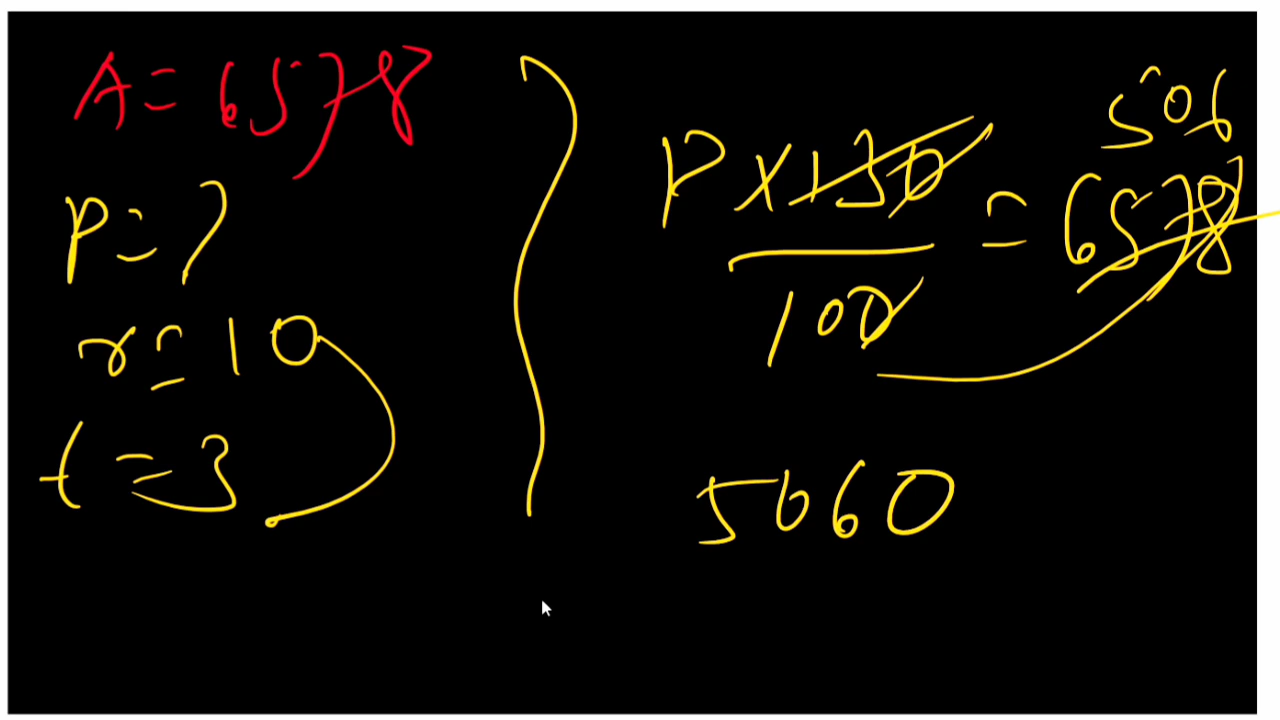 A = 6578
P = ?
r = 10
t = 3
506
P x 130 = 6578
100
5060